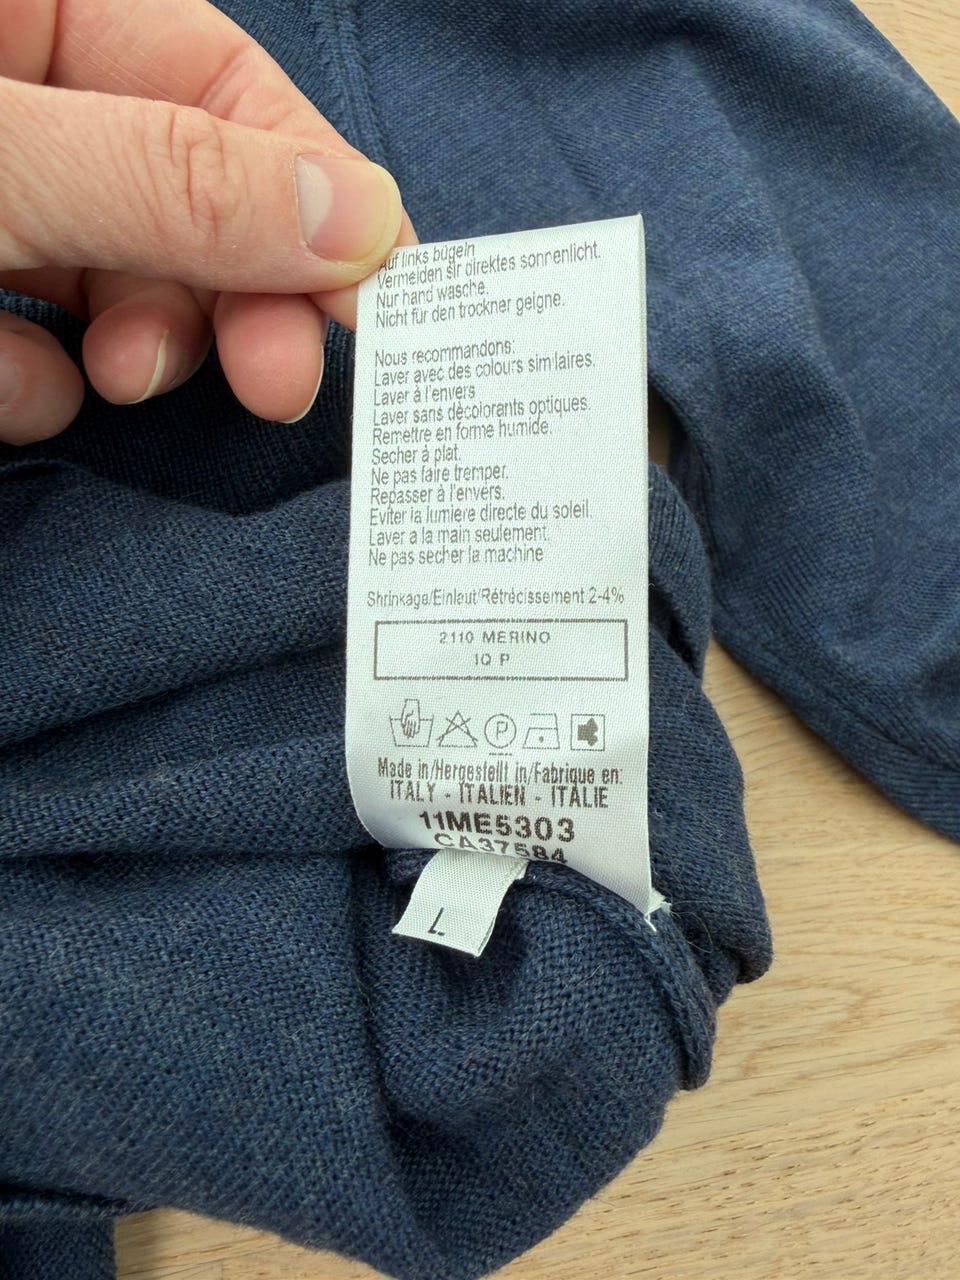 Auf links bügeln
Vermeiden sir direktes sonnenlicht.
Nur hand wasche.
Nicht für den trockner geigne.
Nous recommandons:
Laver avec des colours similaires.
Laver à l'envers
Laver sans dècolorants optiques.
Remettre en forme humide.
Secher à plat.
Ne pas faire tremper.
Repasser à l'envers.
Eviter la lumiere directe du soleil.
Laver a la main seulement.
Ne pas secher la machine
Shrinkage/Einlaut/Rétrécissement 2-4%
2110 MERINO
IQ P
P
Made in/Hergestellt in/Fabrique en:
ITALY - ITALIEN - ITALIE
11ME5303
CA37584
L